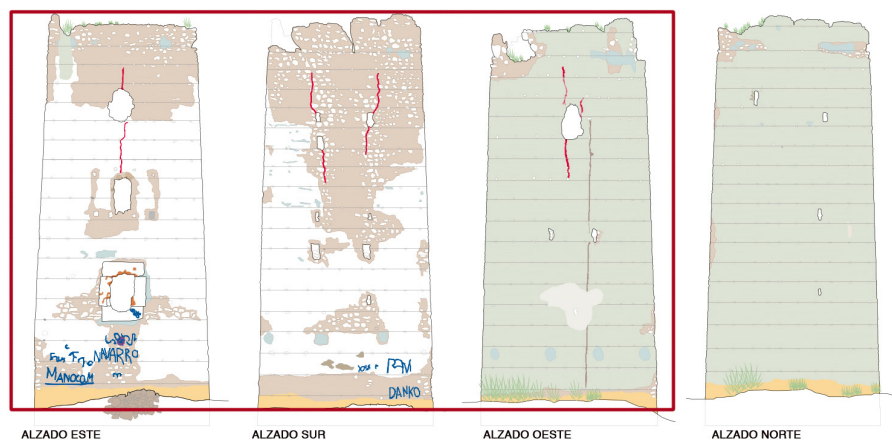 NAVARRO
MANOCOM
DANKO
ALZADO ESTE
ALZADO SUR
ALZADO OESTE
ALZADO NORTE